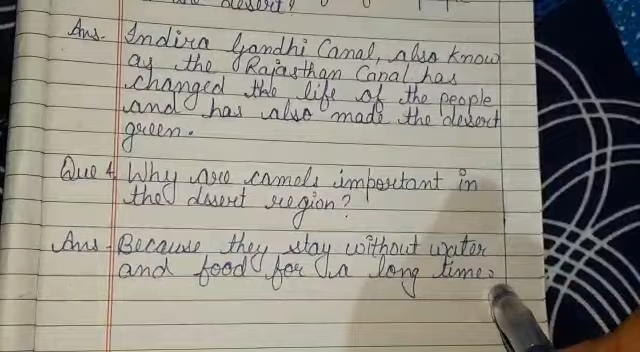 desert?
Ans. Indira Gandhi Canal, also know
as the Rajasthan Canal has
changed the life of the people
and has also made the desert
green.
Que 4. Why are camels important in
the desert region?
Ans - Because they stay without water
and food for a long time.